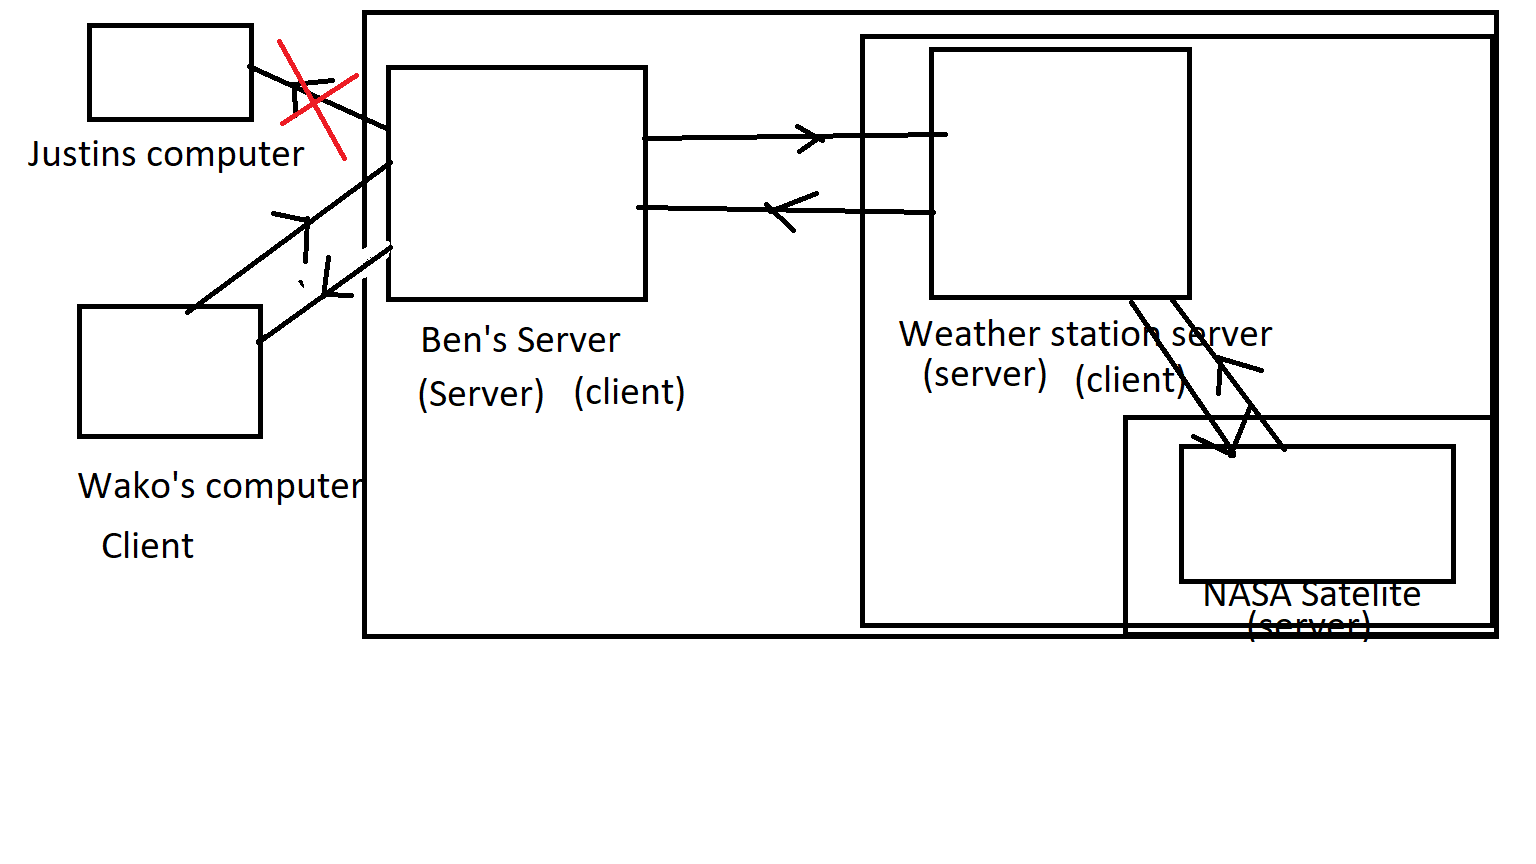 Justins computer
Ben's Server
(Server) (client)
Weather station server
(server) (client)
Wako's computer
Client
NASA Satelite
(server)